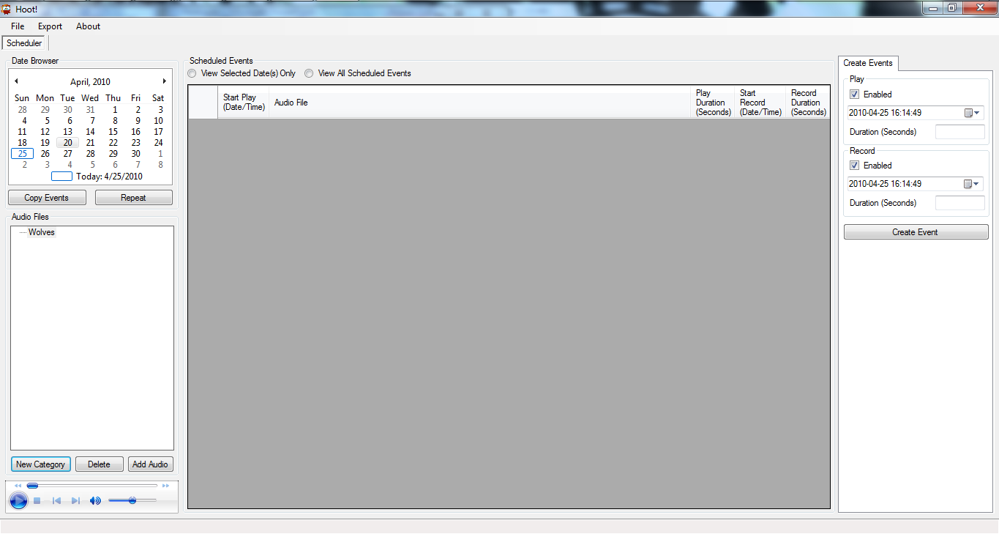 Hoot!
File Export About
Scheduler
Date Browser
April, 2010
Sun Mon Tue Wed Thu Fri Sat
28 29 30 31 1 2 3
4 5 6 7 8 9 10
11 12 13 14 15 16 17
18 19 20 21 22 23 24
25 26 27 28 29 30 1
2 3 4 5 6 7 8
Today: 4/25/2010
Copy Events Repeat
Audio Files
Wolves
New Category Delete Add Audio
Scheduled Events
View Selected Date(s) Only View All Scheduled Events
Start Play
(Date/Time)
Audio File
Play
Duration
(Seconds)
Start
Record
(Date/Time)
Record
Duration
(Seconds)
Create Events
Play
Enabled
2010-04-25 16:14:49
Duration (Seconds)
Record
Enabled
2010-04-25 16:14:49
Duration (Seconds)
Create Event